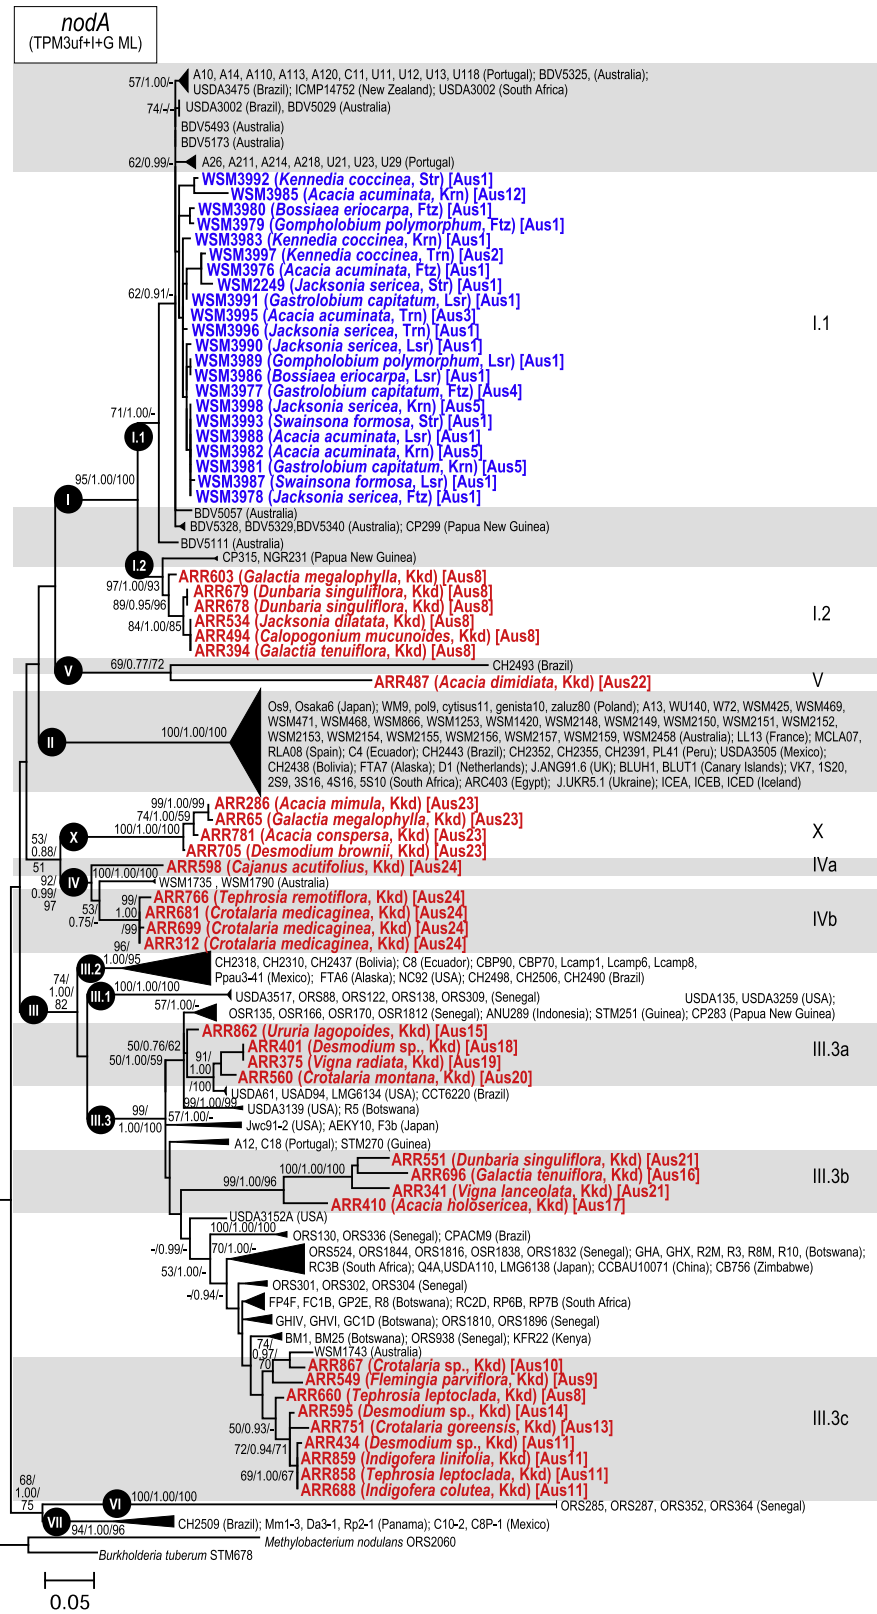 nodA
(TPM3uf+I+G ML)
57/1.00/-
A10, A14, A110, A113, A120, C11, U11, U12, U13, U118 (Portugal); BDV5325, (Australia);
USDA3475 (Brazil); ICMP14752 (New Zealand); USDA3002 (South Africa)
74/-/-
USDA3002 (Brazil), BDV5029 (Australia)
BDV5493 (Australia)
BDV5173 (Australia)
62/0.99/-
A26, A211, A214, A218, U21, U23, U29 (Portugal)
WSM3992 (Kennedia coccinea, Str) [Aus1]
WSM3985 (Acacia acuminata, Krn) [Aus12]
WSM3980 (Bossiaea eriocarpa, Ftz) [Aus1]
WSM3979 (Gompholobium polymorphum, Ftz) [Aus1]
WSM3983 (Kennedia coccinea, Krn) [Aus1]
WSM3997 (Kennedia coccinea, Trn) [Aus2]
WSM3976 (Acacia acuminata, Ftz) [Aus1]
WSM2249 (Jacksonia sericea, Str) [Aus1]
62/0.91/-
WSM3991 (Gastrolobium capitatum, Lsr) [Aus1]
WSM3995 (Acacia acuminata, Trn) [Aus3]
I.1
WSM3996 (Jacksonia sericea, Trn) [Aus1]
WSM3990 (Jacksonia sericea, Lsr) [Aus1]
WSM3989 (Gompholobium polymorphum, Lsr) [Aus1]
WSM3986 (Bossiaea eriocarpa, Lsr) [Aus1]
WSM3977 (Gastrolobium capitatum, Ftz) [Aus4]
WSM3998 (Jacksonia sericea, Krn) [Aus5]
71/1.00/-
WSM3993 (Swainsona formosa, Str) [Aus1]
I.1
WSM3988 (Acacia acuminata, Lsr) [Aus1]
WSM3982 (Acacia acuminata, Krn) [Aus5]
WSM3981 (Gastrolobium capitatum, Krn) [Aus5]
95/1.00/100
WSM3987 (Swainsona formosa, Lsr) [Aus1]
I
WSM3978 (Jacksonia sericea, Ftz) [Aus1]
BDV5057 (Australia)
BDV5328, BDV5329,BDV5340 (Australia); CP299 (Papua New Guinea)
BDV5111 (Australia)
I.2
CP315, NGR231 (Papua New Guinea)
97/1.00/93
ARR603 (Galactia megalophylla, Kkd) [Aus8]
ARR679 (Dunbaria singuliflora, Kkd) [Aus8]
89/0.95/96
ARR678 (Dunbaria singuliflora, Kkd) [Aus8]
I.2
84/1.00/85
ARR534 (Jacksonia dilatata, Kkd) [Aus8]
ARR494 (Calopogonium mucunoides, Kkd) [Aus8]
ARR394 (Galactia tenuiflora, Kkd) [Aus8]
V
69/0.77/72
CH2493 (Brazil)
ARR487 (Acacia dimidiata, Kkd) [Aus22]
V
II
100/1.00/100
Os9, Osaka6 (Japan); WM9, pol9, cytisus11, genista10, zaluz80 (Poland); A13, WU140, W72, WSM425, WSM469,
WSM471, WSM468, WSM866, WSM1253, WSM1420, WSM2148, WSM2149, WSM2150, WSM2151, WSM2152,
WSM2153, WSM2154, WSM2155, WSM2156, WSM2157, WSM2159, WSM2458 (Australia); LL13 (France); MCLA07,
RLA08 (Spain); C4 (Ecuador); CH2443 (Brazil); CH2352, CH2355, CH2391, PL41 (Peru); USDA3505 (Mexico);
CH2438 (Bolivia); FTA7 (Alaska); D1 (Netherlands); J.ANG91.6 (UK); BLUH1, BLUT1 (Canary Islands); VK7, 1S20,
2S9, 3S16, 4S16, 5S10 (South Africa); ARC403 (Egypt); J.UKR5.1 (Ukraine); ICEA, ICEB, ICED (Iceland)
99/1.00/99
ARR286 (Acacia mimula, Kkd) [Aus23]
74/1.00/59
ARR65 (Galactia megalophylla, Kkd) [Aus23]
X
100/1.00/100
ARR781 (Acacia conspersa, Kkd) [Aus23]
X
ARR705 (Desmodium brownii, Kkd) [Aus23]
53/
0.88/
51
ARR598 (Cajanus acutifolius, Kkd) [Aus24]
IVa
100/1.00/100
IV
92/
0.99/
97
WSM1735 , WSM1790 (Australia)
53/
0.75/-
99/
1.00
/99
ARR766 (Tephrosia remotiflora, Kkd) [Aus24]
ARR681 (Crotalaria medicaginea, Kkd) [Aus24]
IVb
ARR699 (Crotalaria medicaginea, Kkd) [Aus24]
ARR312 (Crotalaria medicaginea, Kkd) [Aus24]
96/
1.00/95
III.2
CH2318, CH2310, CH2437 (Bolivia); C8 (Ecuador); CBP90, CBP70, Lcamp1, Lcamp6, Lcamp8,
Ppau3-41 (Mexico); FTA6 (Alaska); NC92 (USA); CH2498, CH2506, CH2490 (Brazil)
74/
1.00/
82
III
III.1
100/1.00/100
USDA3517, ORS88, ORS122, ORS138, ORS309, (Senegal)
USDA135, USDA3259 (USA);
57/1.00/-
OSR135, OSR166, OSR170, OSR1812 (Senegal); ANU289 (Indonesia); STM251 (Guinea); CP283 (Papua New Guinea)
ARR862 (Ururia lagopoides, Kkd) [Aus15]
50/0.76/62
ARR401 (Desmodium sp., Kkd) [Aus18]
III.3a
50/1.00/59
91/
1.00
/100
ARR375 (Vigna radiata, Kkd) [Aus19]
ARR560 (Crotalaria montana, Kkd) [Aus20]
USDA61, USAD94, LMG6134 (USA); CCT6220 (Brazil)
99/1.00/99
USDA3139 (USA); R5 (Botswana)
III.3
99/
1.00/100
57/1.00/-
Jwc91-2 (USA); AEKY10, F3b (Japan)
A12, C18 (Portugal); STM270 (Guinea)
ARR551 (Dunbaria singuliflora, Kkd) [Aus21]
100/1.00/100
ARR696 (Galactia tenuiflora, Kkd) [Aus16]
99/1.00/96
III.3b
ARR341 (Vigna lanceolata, Kkd) [Aus21]
ARR410 (Acacia holosericea, Kkd) [Aus17]
USDA3152A (USA)
100/1.00/100
ORS130, ORS336 (Senegal); CPACM9 (Brazil)
-/0.99/-
70/1.00/-
ORS524, ORS1844, ORS1816, OSR1838, ORS1832 (Senegal); GHA, GHX, R2M, R3, R8M, R10, (Botswana);
RC3B (South Africa); Q4A,USDA110, LMG6138 (Japan); CCBAU10071 (China); CB756 (Zimbabwe)
53/1.00/-
ORS301, ORS302, ORS304 (Senegal)
-/0.94/-
FP4F, FC1B, GP2E, R8 (Botswana); RC2D, RP6B, RP7B (South Africa)
GHIV, GHVI, GC1D (Botswana); ORS1810, ORS1896 (Senegal)
BM1, BM25 (Botswana); ORS938 (Senegal); KFR22 (Kenya)
74/
0.97/
70
WSM1743 (Australia)
ARR867 (Crotalaria sp., Kkd) [Aus10]
ARR549 (Flemingia parviflora, Kkd) [Aus9]
ARR660 (Tephrosia leptoclada, Kkd) [Aus8]
ARR595 (Desmodium sp., Kkd) [Aus14]
III.3c
50/0.93/-
ARR751 (Crotalaria goreensis, Kkd) [Aus13]
72/0.94/71
ARR434 (Desmodium sp., Kkd) [Aus11]
ARR859 (Indigofera linifolia, Kkd) [Aus11]
69/1.00/67
ARR858 (Tephrosia leptoclada, Kkd) [Aus11]
ARR688 (Indigofera colutea, Kkd) [Aus11]
68/
1.00/
75
100/1.00/100
VI
ORS285, ORS287, ORS352, ORS364 (Senegal)
VII
94/1.00/96
CH2509 (Brazil); Mm1-3, Da3-1, Rp2-1 (Panama); C10-2, C8P-1 (Mexico)
Methylobacterium nodulans ORS2060
Burkholderia tuberum STM678
0.05